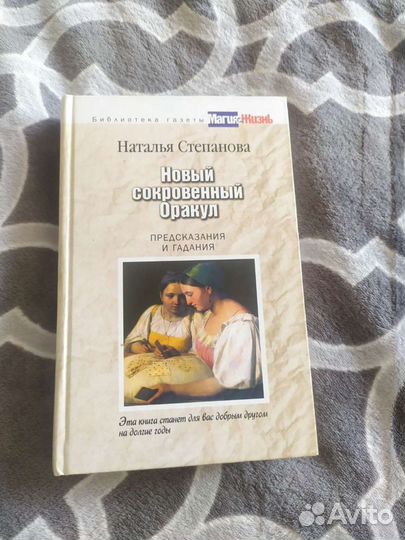 Библиотека газеты Магия и Жизнь
Наталья Степанова
Новый
сокровенный
Оракул
ПРЕДСКАЗАНИЯ
И ГАДАНИЯ
Эта книга станет для вас добрым другом
на долгие годы
Avito